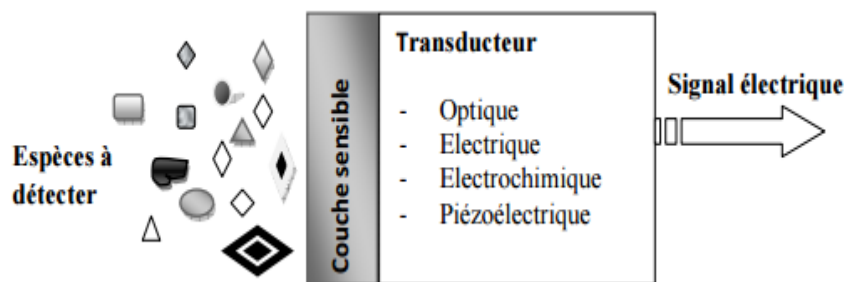 Espèces à
détecter
Couche sensible
Transducteur
- Optique
- Electrique
- Electrochimique
- Piézoélectrique
Signal électrique